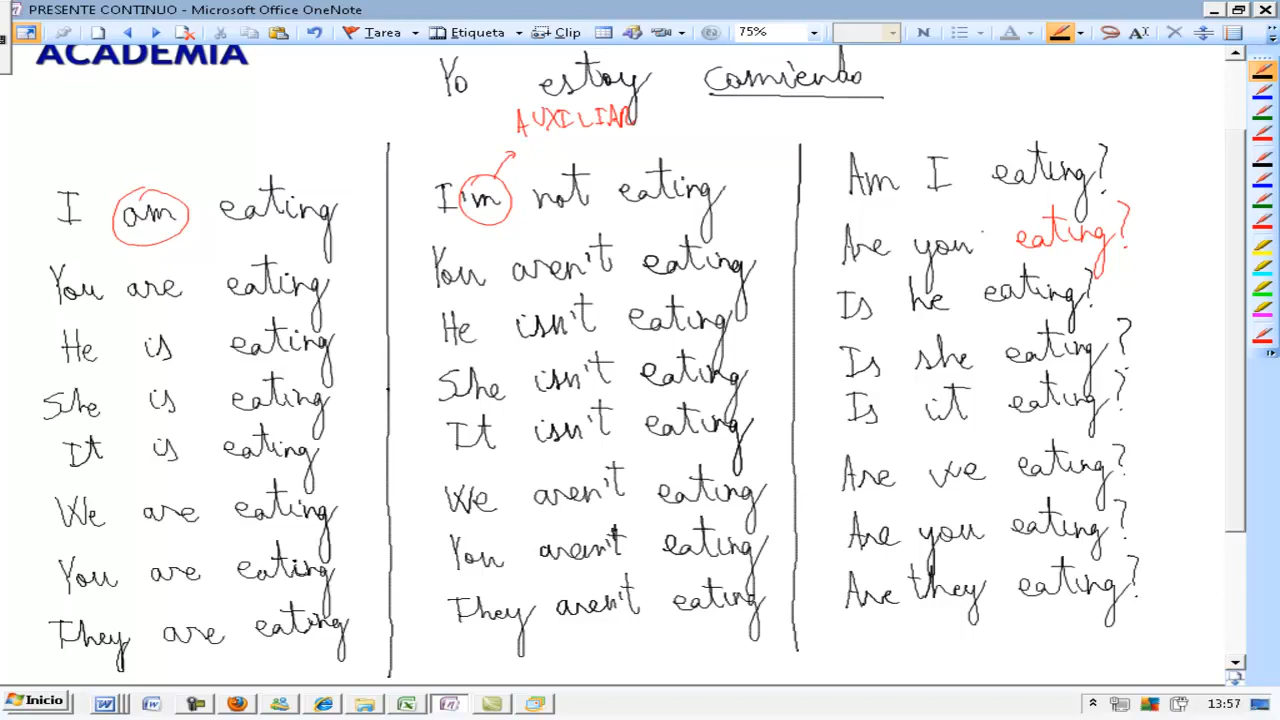 PRESENTE CONTINUO - Microsoft Office OneNote
Tarea Etiqueta Clip 75% N A
ACADEMIA
Yo estoy comiendo
AUXILIAR
I am eating
You are eating
He is eating
She is eating
It is eating
We are eating
You are eating
They are eating
I'm not eating
You aren't eating
He isn't eating
She isn't eating
It isn't eating
We aren't eating
You aren't eating
They aren't eating
Am I eating?
Are you eating?
Is he eating?
Is she eating?
Is it eating?
Are we eating?
Are you eating?
Are they eating?
Inicio 13:57